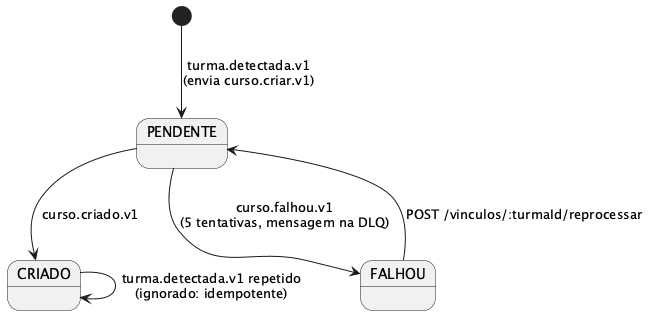 turma.detectada.v1
(envia curso.criar.v1)
PENDENTE
curso.criado.v1
curso.falhou.v1
(5 tentativas, mensagem na DLQ)
POST /vinculos/:turmaId/reprocessar
CRIADO
turma.detectada.v1 repetido
(ignorado: idempotente)
FALHOU